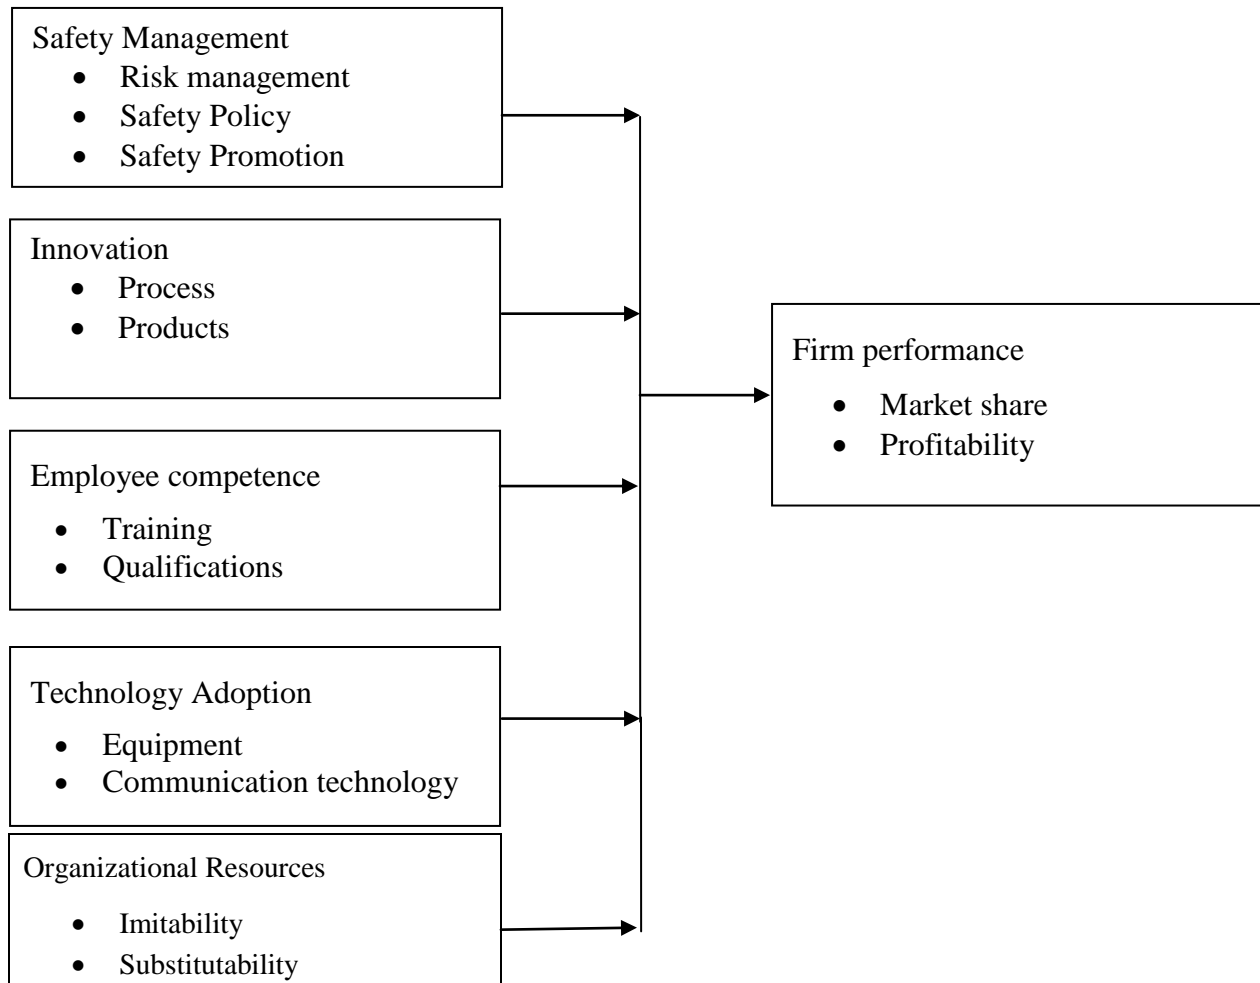 Safety Management
• Risk management
• Safety Policy
• Safety Promotion
Innovation
• Process
• Products
Employee competence
• Training
• Qualifications
Technology Adoption
• Equipment
• Communication technology
Organizational Resources
• Imitability
• Substitutability
Firm performance
• Market share
• Profitability